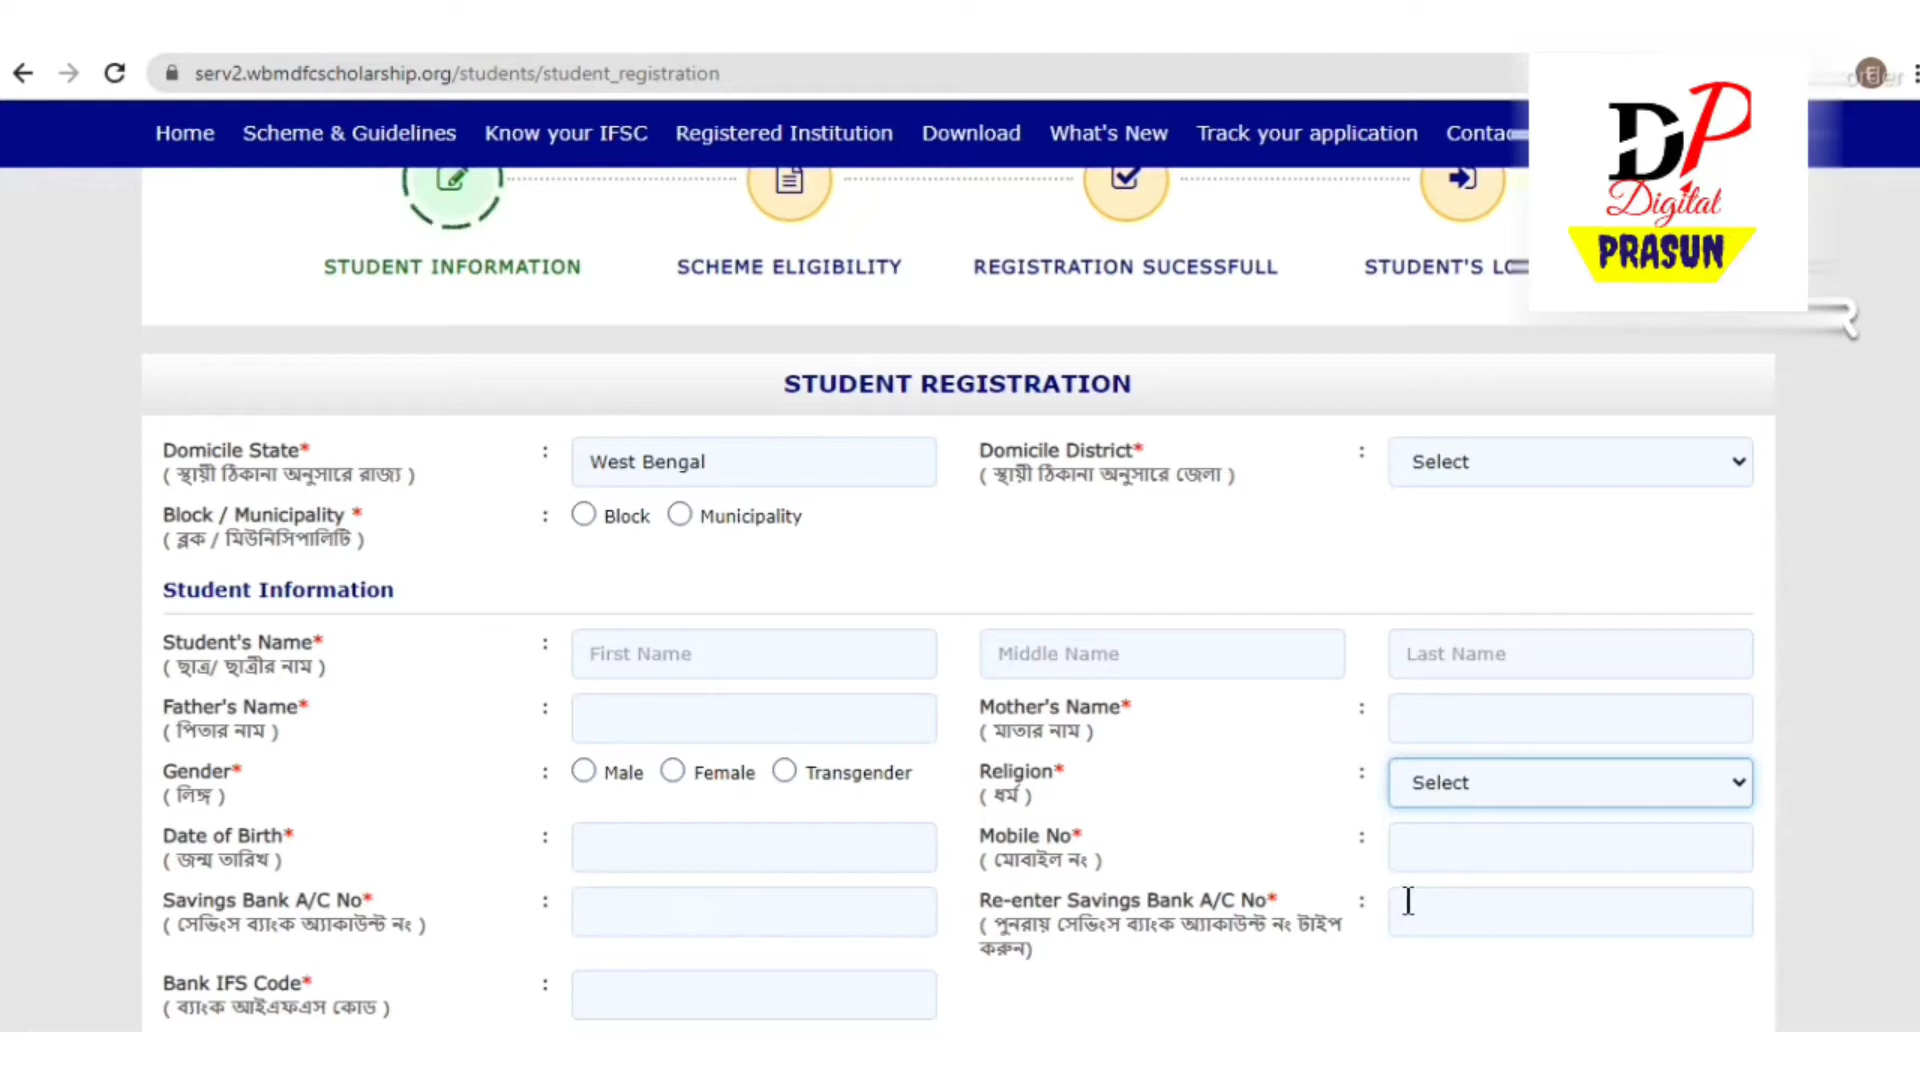 serv2.wbmdfcscholarship.org/students/student_registration
Home Scheme & Guidelines Know your IFSC Registered Institution Download What's New Track your application
DP
Digital
PRASUN
STUDENT INFORMATION SCHEME ELIGIBILITY REGISTRATION SUCESSFULL STUDENT'S
STUDENT REGISTRATION
Domicile State* : West Bengal Domicile District* : Select
( স্থায়ী ঠিকানা অনুসারে রাজ্য ) ( স্থায়ী ঠিকানা অনুসারে জেলা )
Block / Municipality * : Block Municipality
( ব্লক / মিউনিসিপালিটি )
Student Information
Student's Name* : First Name Middle Name Last Name
( ছাত্র/ ছাত্রীর নাম )
Father's Name* : Mother's Name* :
( পিতার নাম ) ( মাতার নাম )
Gender* : Male Female Transgender Religion* : Select
( লিঙ্গ ) ( ধর্ম )
Date of Birth* : Mobile No* :
( জন্ম তারিখ ) ( মোবাইল নং )
Savings Bank A/C No* : Re-enter Savings Bank A/C No* :
( সেভিংস ব্যাংক অ্যাকাউন্ট নং ) ( পুনরায় সেভিংস ব্যাংক অ্যাকাউন্ট নং টাইপ
করুন)
Bank IFS Code* :
( ব্যাংক আইএফএস কোড )